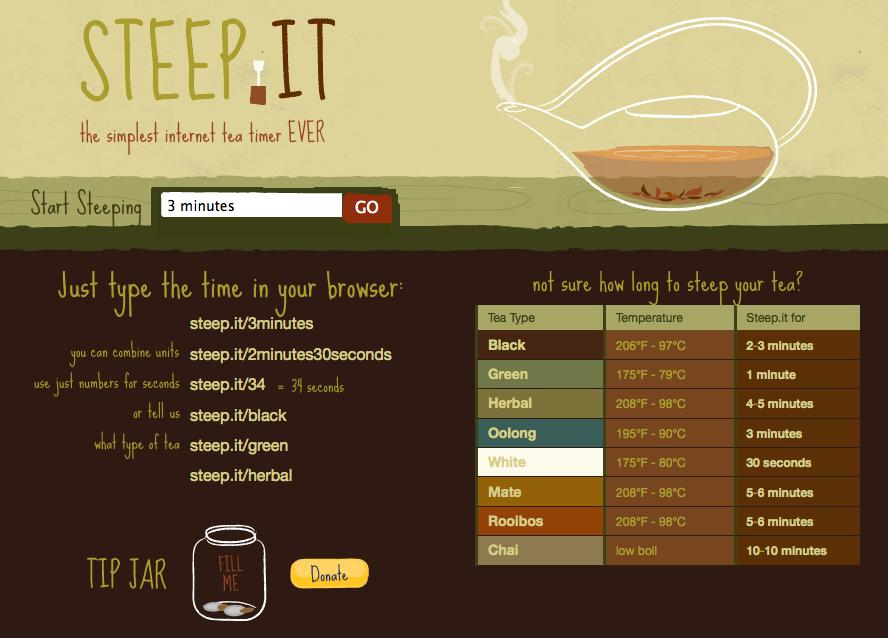 STEEP.IT
the simplest internet tea timer EVER
Start Steeping 3 minutes GO
Just type the time in your browser:
steep.it/3minutes
you can combine units steep.it/2minutes30seconds
use just numbers for seconds steep.it/34 = 34 seconds
or tell us steep.it/black
what type of tea steep.it/green
steep.it/herbal
TIP JAR
FILL
ME
Donate
not sure how long to steep your tea?
Tea Type Temperature Steep.it for
Black 206°F - 97°C 2-3 minutes
Green 175°F - 79°C 1 minute
Herbal 208°F - 98°C 4-5 minutes
Oolong 195°F - 90°C 3 minutes
White 175°F - 80°C 30 seconds
Mate 208°F - 98°C 5-6 minutes
Rooibos 208°F - 98°C 5-6 minutes
Chai low boil 10-10 minutes